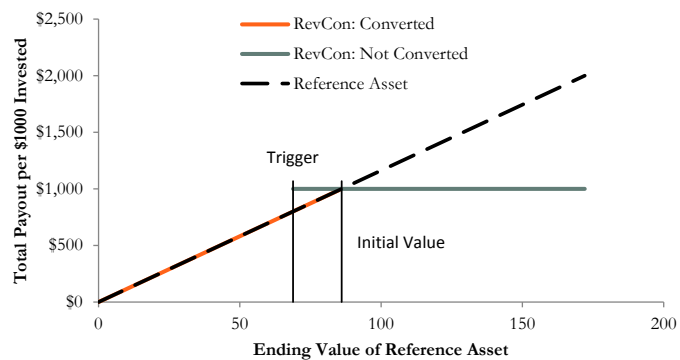 RevCon: Converted
RevCon: Not Converted
Reference Asset
Total Payout per $1000 Invested
$2,500
$2,000
$1,500
$1,000
$500
$0
Trigger
Initial Value
0
50
100
150
200
Ending Value of Reference Asset